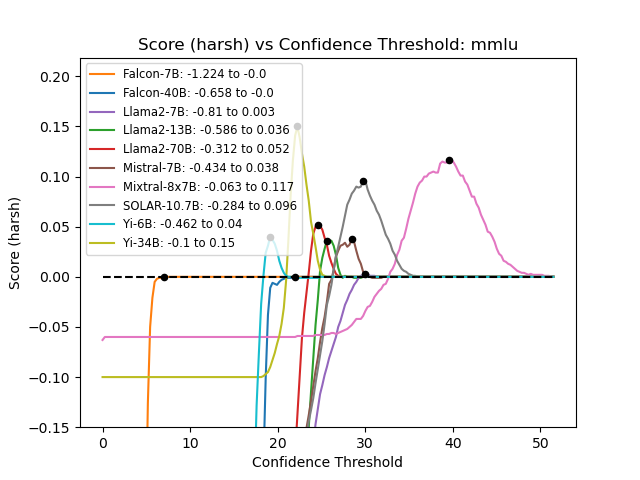 Score (harsh) vs Confidence Threshold: mmlu
Falcon-7B: -1.224 to -0.0
Falcon-40B: -0.658 to -0.0
Llama2-7B: -0.81 to 0.003
Llama2-13B: -0.586 to 0.036
Llama2-70B: -0.312 to 0.052
Mistral-7B: -0.434 to 0.038
Mixtral-8x7B: -0.063 to 0.117
SOLAR-10.7B: -0.284 to 0.096
Yi-6B: -0.462 to 0.04
Yi-34B: -0.1 to 0.15
Score (harsh)
0.20
0.15
0.10
0.05
0.00
−0.05
−0.10
−0.15
0 10 20 30 40 50
Confidence Threshold